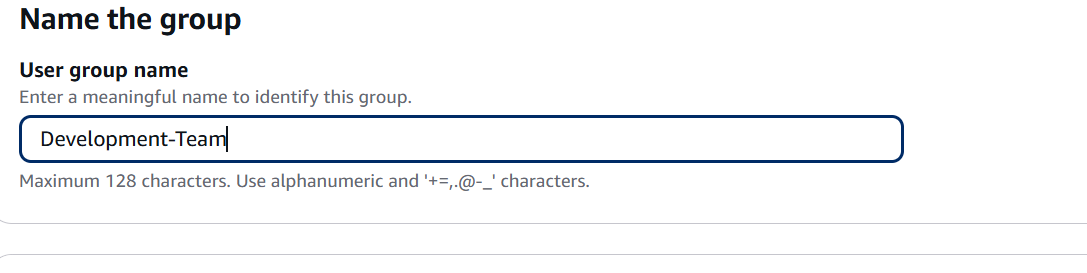 Name the group
User group name
Enter a meaningful name to identify this group.
Development-Team
Maximum 128 characters. Use alphanumeric and '+=,.@-_' characters.